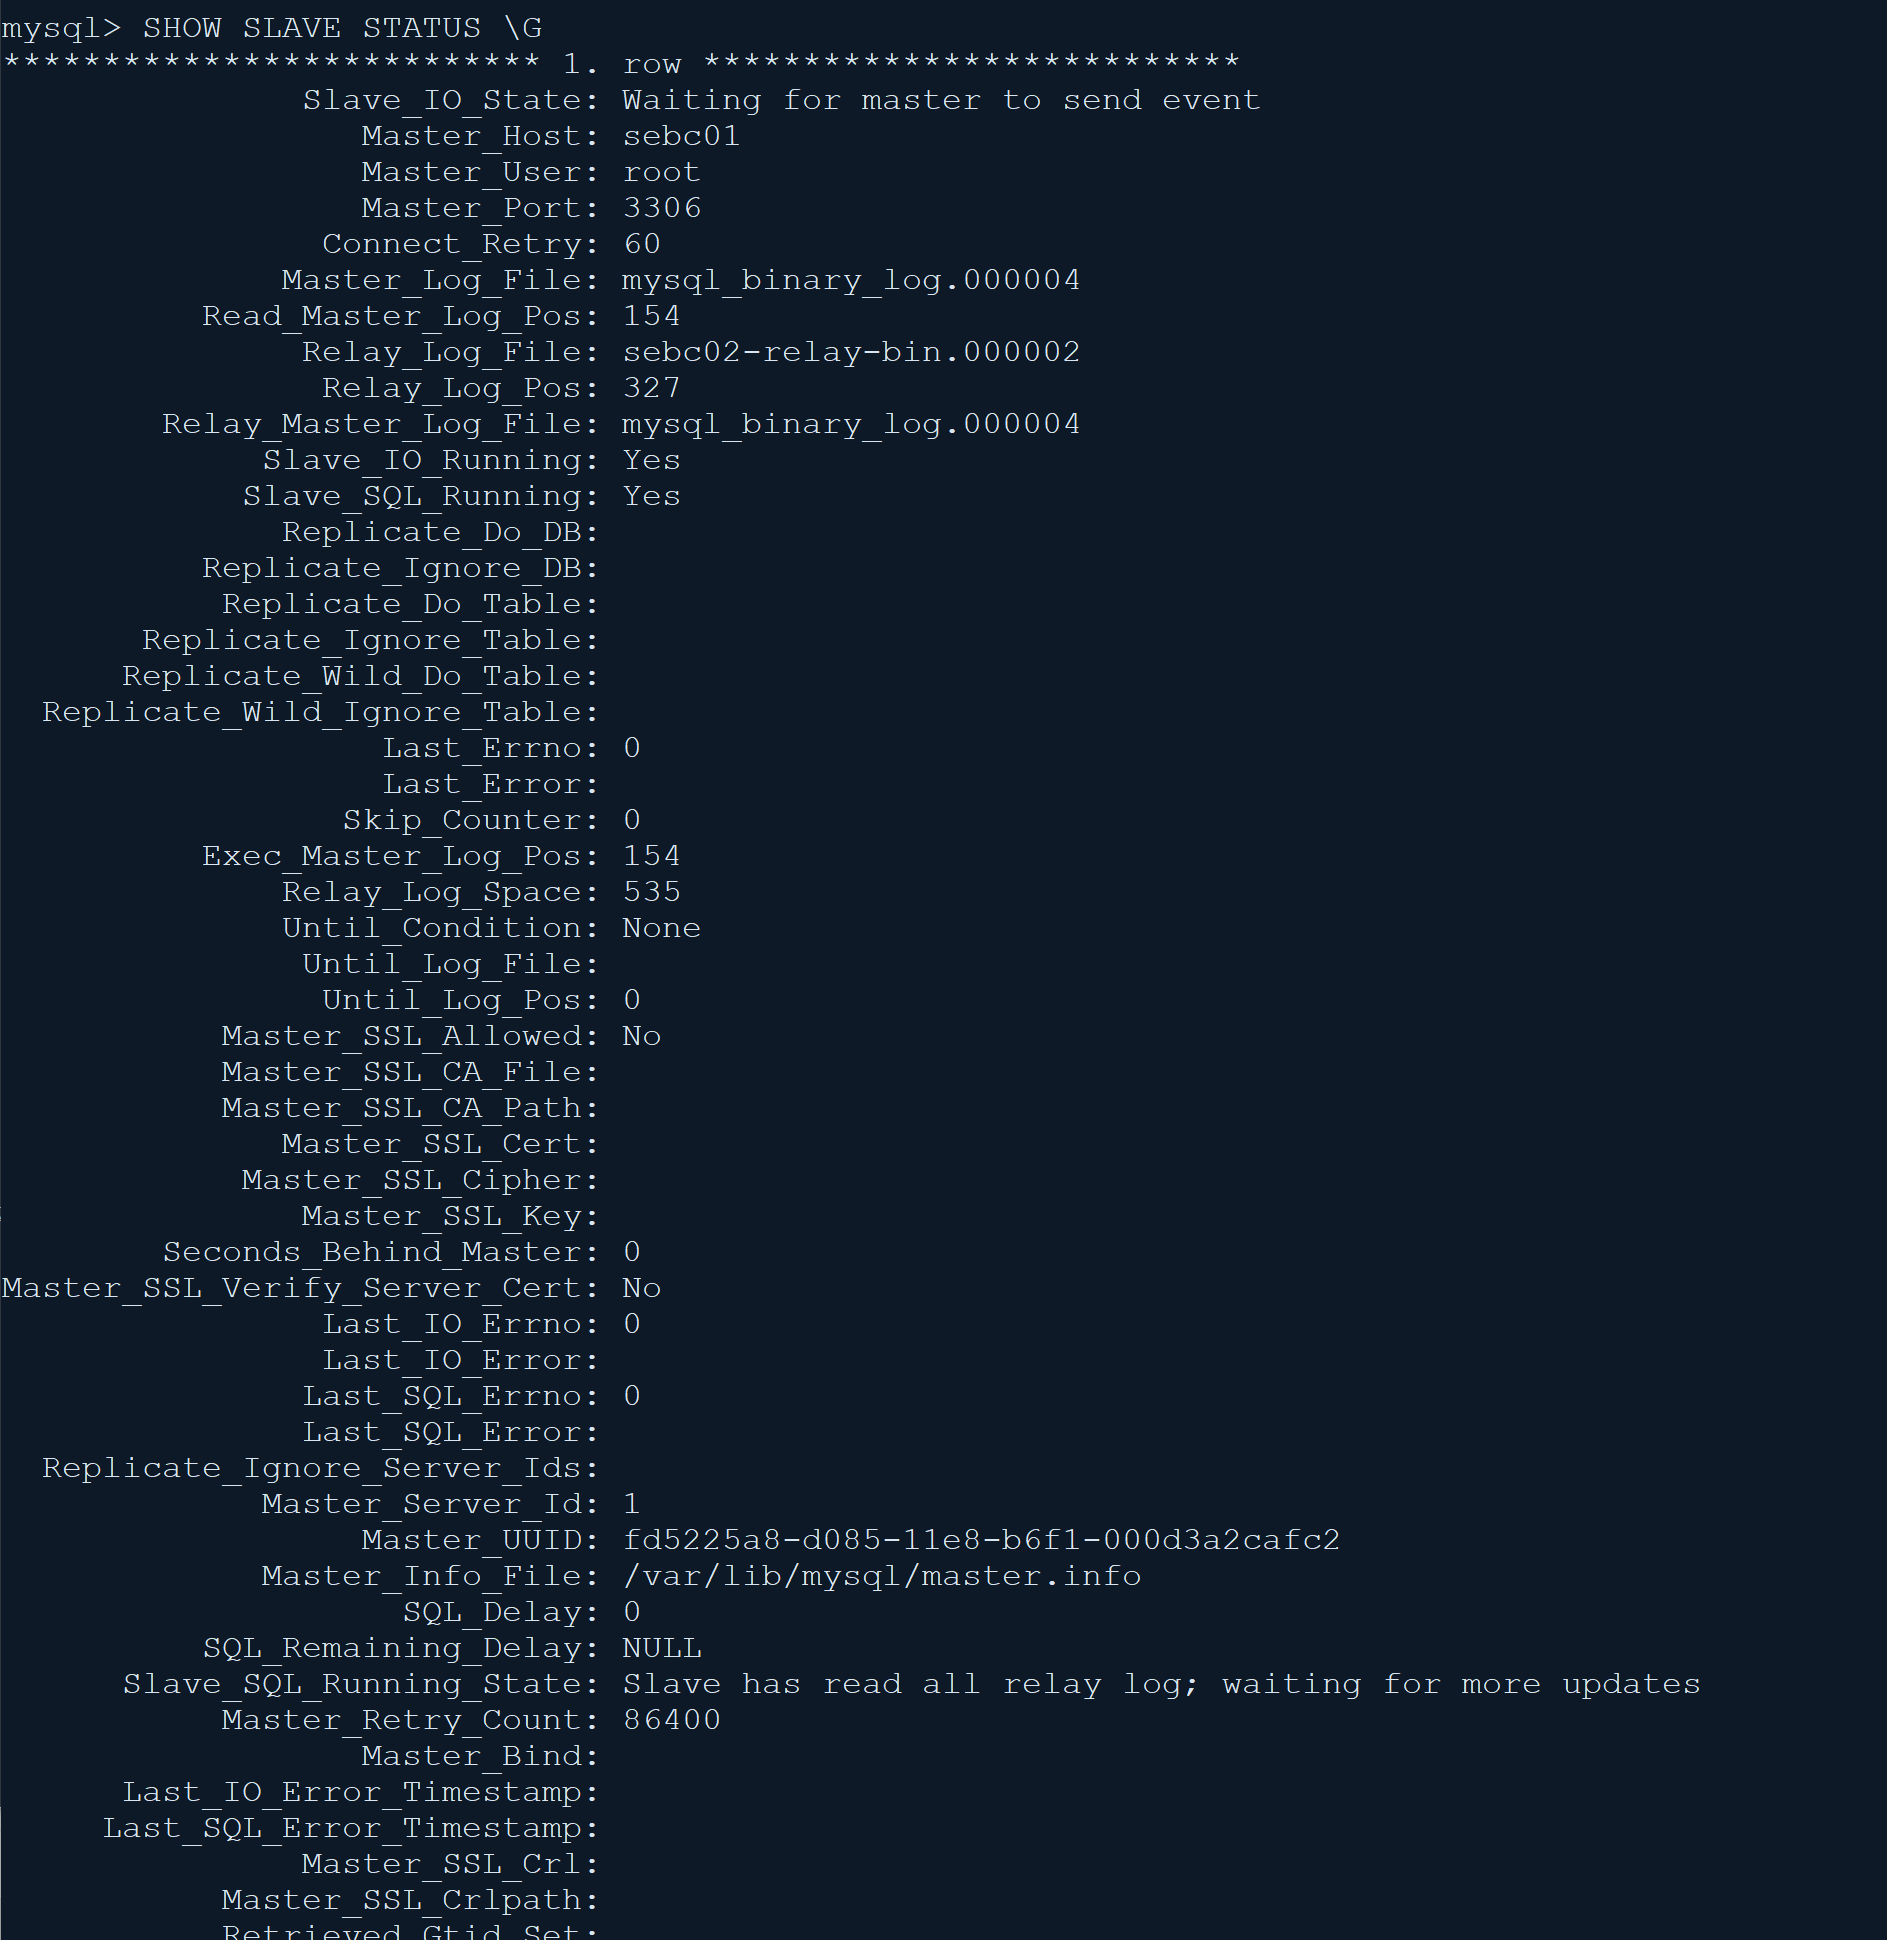 mysql> SHOW SLAVE STATUS \G
*************************** 1. row ***************************
Slave_IO_State: Waiting for master to send event
Master_Host: sebc01
Master_User: root
Master_Port: 3306
Connect_Retry: 60
Master_Log_File: mysql_binary_log.000004
Read_Master_Log_Pos: 154
Relay_Log_File: sebc02-relay-bin.000002
Relay_Log_Pos: 327
Relay_Master_Log_File: mysql_binary_log.000004
Slave_IO_Running: Yes
Slave_SQL_Running: Yes
Replicate_Do_DB:
Replicate_Ignore_DB:
Replicate_Do_Table:
Replicate_Ignore_Table:
Replicate_Wild_Do_Table:
Replicate_Wild_Ignore_Table:
Last_Errno: 0
Last_Error:
Skip_Counter: 0
Exec_Master_Log_Pos: 154
Relay_Log_Space: 535
Until_Condition: None
Until_Log_File:
Until_Log_Pos: 0
Master_SSL_Allowed: No
Master_SSL_CA_File:
Master_SSL_CA_Path:
Master_SSL_Cert:
Master_SSL_Cipher:
Master_SSL_Key:
Seconds_Behind_Master: 0
Master_SSL_Verify_Server_Cert: No
Last_IO_Errno: 0
Last_IO_Error:
Last_SQL_Errno: 0
Last_SQL_Error:
Replicate_Ignore_Server_Ids:
Master_Server_Id: 1
Master_UUID: fd5225a8-d085-11e8-b6f1-000d3a2cafc2
Master_Info_File: /var/lib/mysql/master.info
SQL_Delay: 0
SQL_Remaining_Delay: NULL
Slave_SQL_Running_State: Slave has read all relay log; waiting for more updates
Master_Retry_Count: 86400
Master_Bind:
Last_IO_Error_Timestamp:
Last_SQL_Error_Timestamp:
Master_SSL_Crl:
Master_SSL_Crlpath:
Retrieved_Gtid_Set: